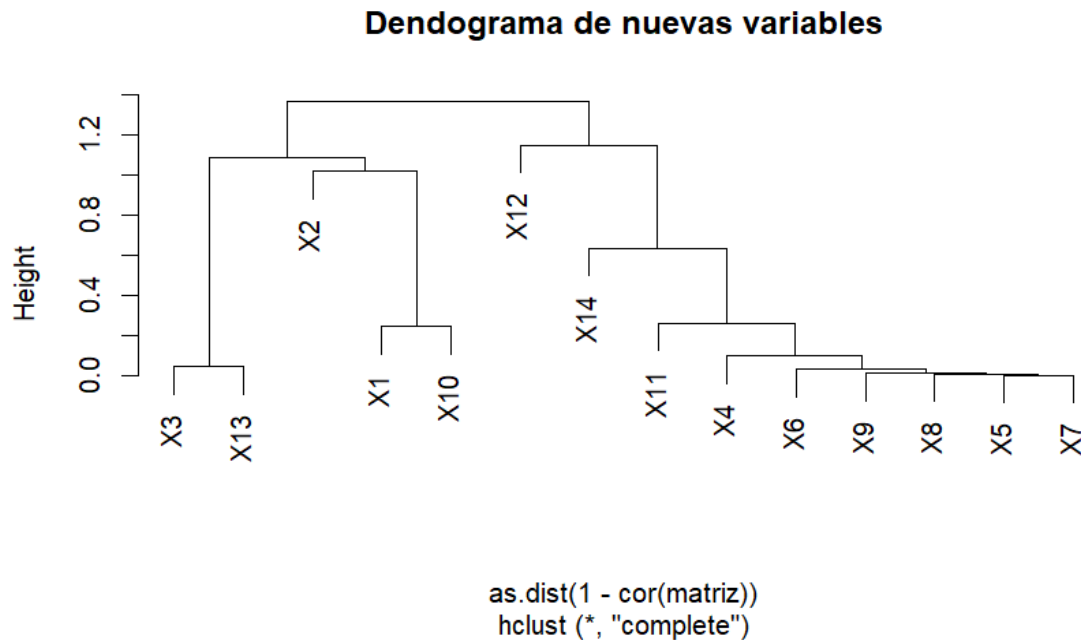 Dendograma de nuevas variables
Height
1.2
0.8
0.4
0.0
X2
X12
X14
X1
X10
X11
X4
X3
X13
X6
X9
X8
X5
X7
as.dist(1 - cor(matriz))
hclust (*, "complete")